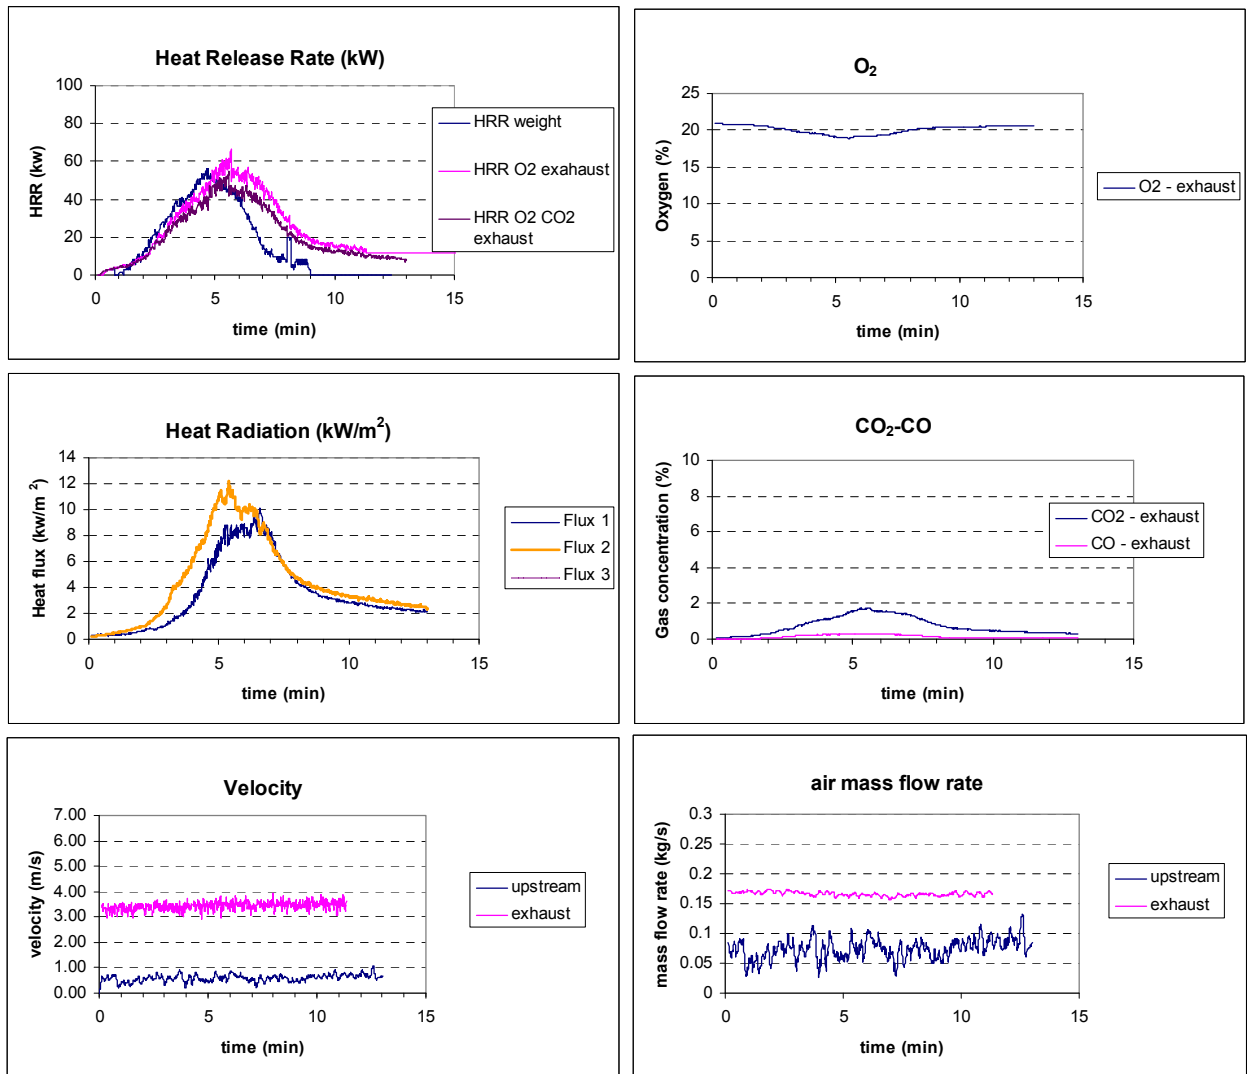 Heat Release Rate (kW)
100
80
60
40
20
0
HRR (kw)
0 5 10 15
time (min)
HRR weight
HRR O2 exahaust
HRR O2 CO2
exhaust
O2
25
20
15
10
5
0
Oxygen (%)
0 5 10 15
time (min)
O2 - exhaust
Heat Radiation (kW/m2)
14
12
10
8
6
4
2
0
Heat flux (kw/m2)
0 5 10 15
time (min)
Flux 1
Flux 2
Flux 3
CO2-CO
10
8
6
4
2
0
Gas concentration (%)
0 5 10 15
time (min)
CO2 - exhaust
CO - exhaust
Velocity
7.00
6.00
5.00
4.00
3.00
2.00
1.00
0.00
velocity (m/s)
0 5 10 15
time (min)
upstream
exhaust
air mass flow rate
0.3
0.25
0.2
0.15
0.1
0.05
0
mass flow rate (kg/s)
0 5 10 15
time (min)
upstream
exhaust